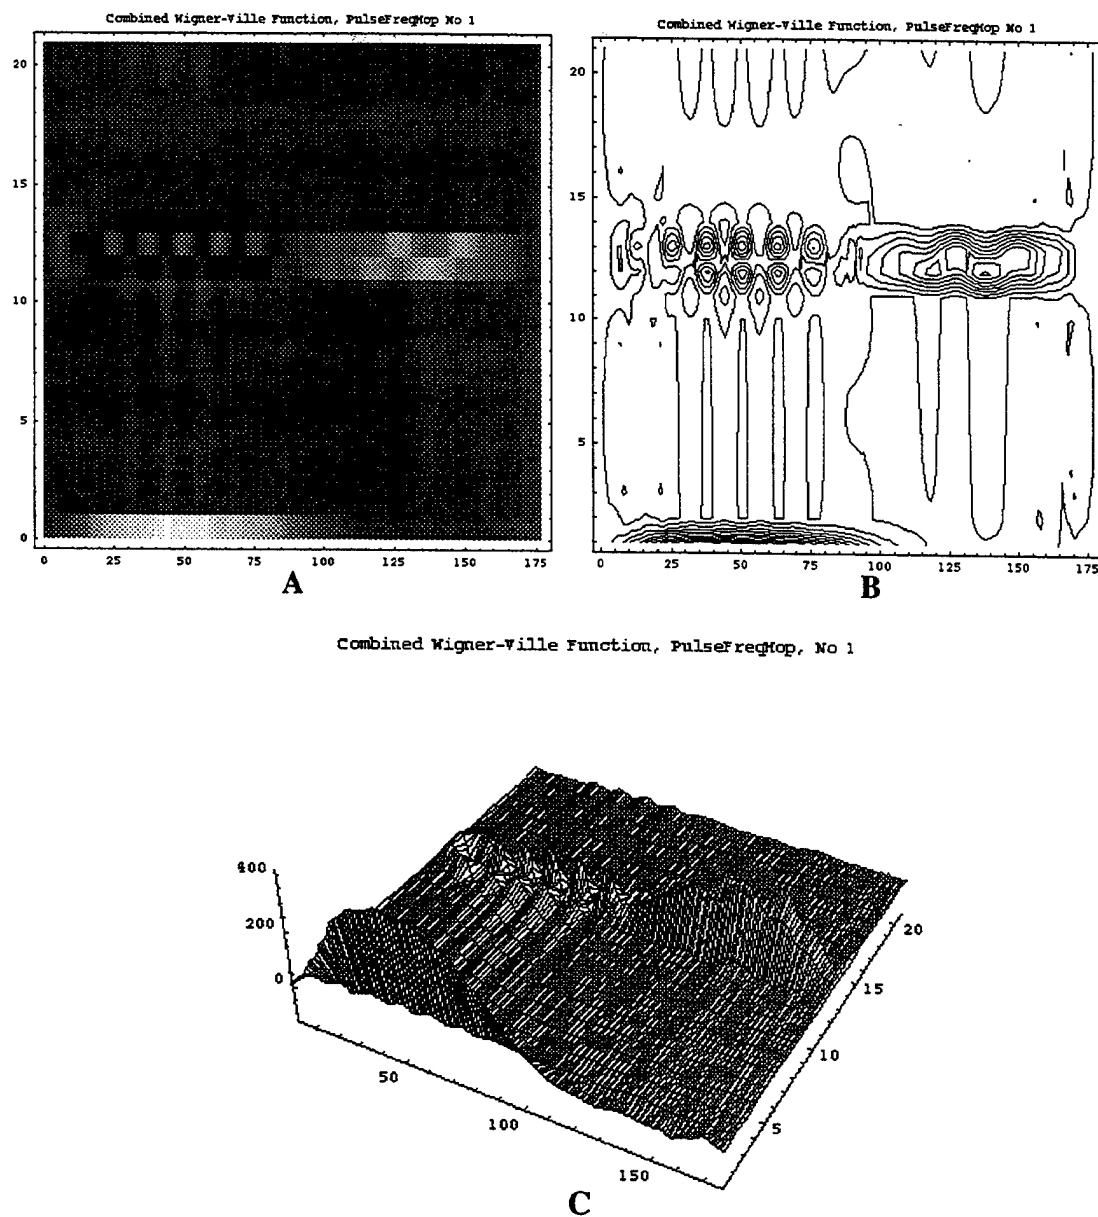 Combined Wigner-Ville Function, PulseFreqHop No 1
20
15
10
5
0
0 25 50 75 100 125 150 175
A
Combined Wigner-Ville Function, PulseFreqHop No 1
20
15
10
5
0 25 50 75 100 125 150 175
B
Combined Wigner-Ville Function, PulseFreqHop, No 1
400
200
0
50
100
150
5
10
15
20
C